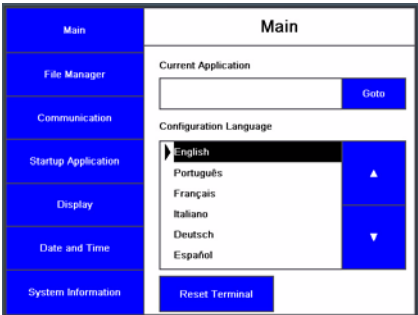 Main
File Manager
Communication
Startup Application
Display
Date and Time
System Information
Main
Current Application
Goto
Configuration Language
English
Português
Français
Italiano
Deutsch
Español
Reset Terminal